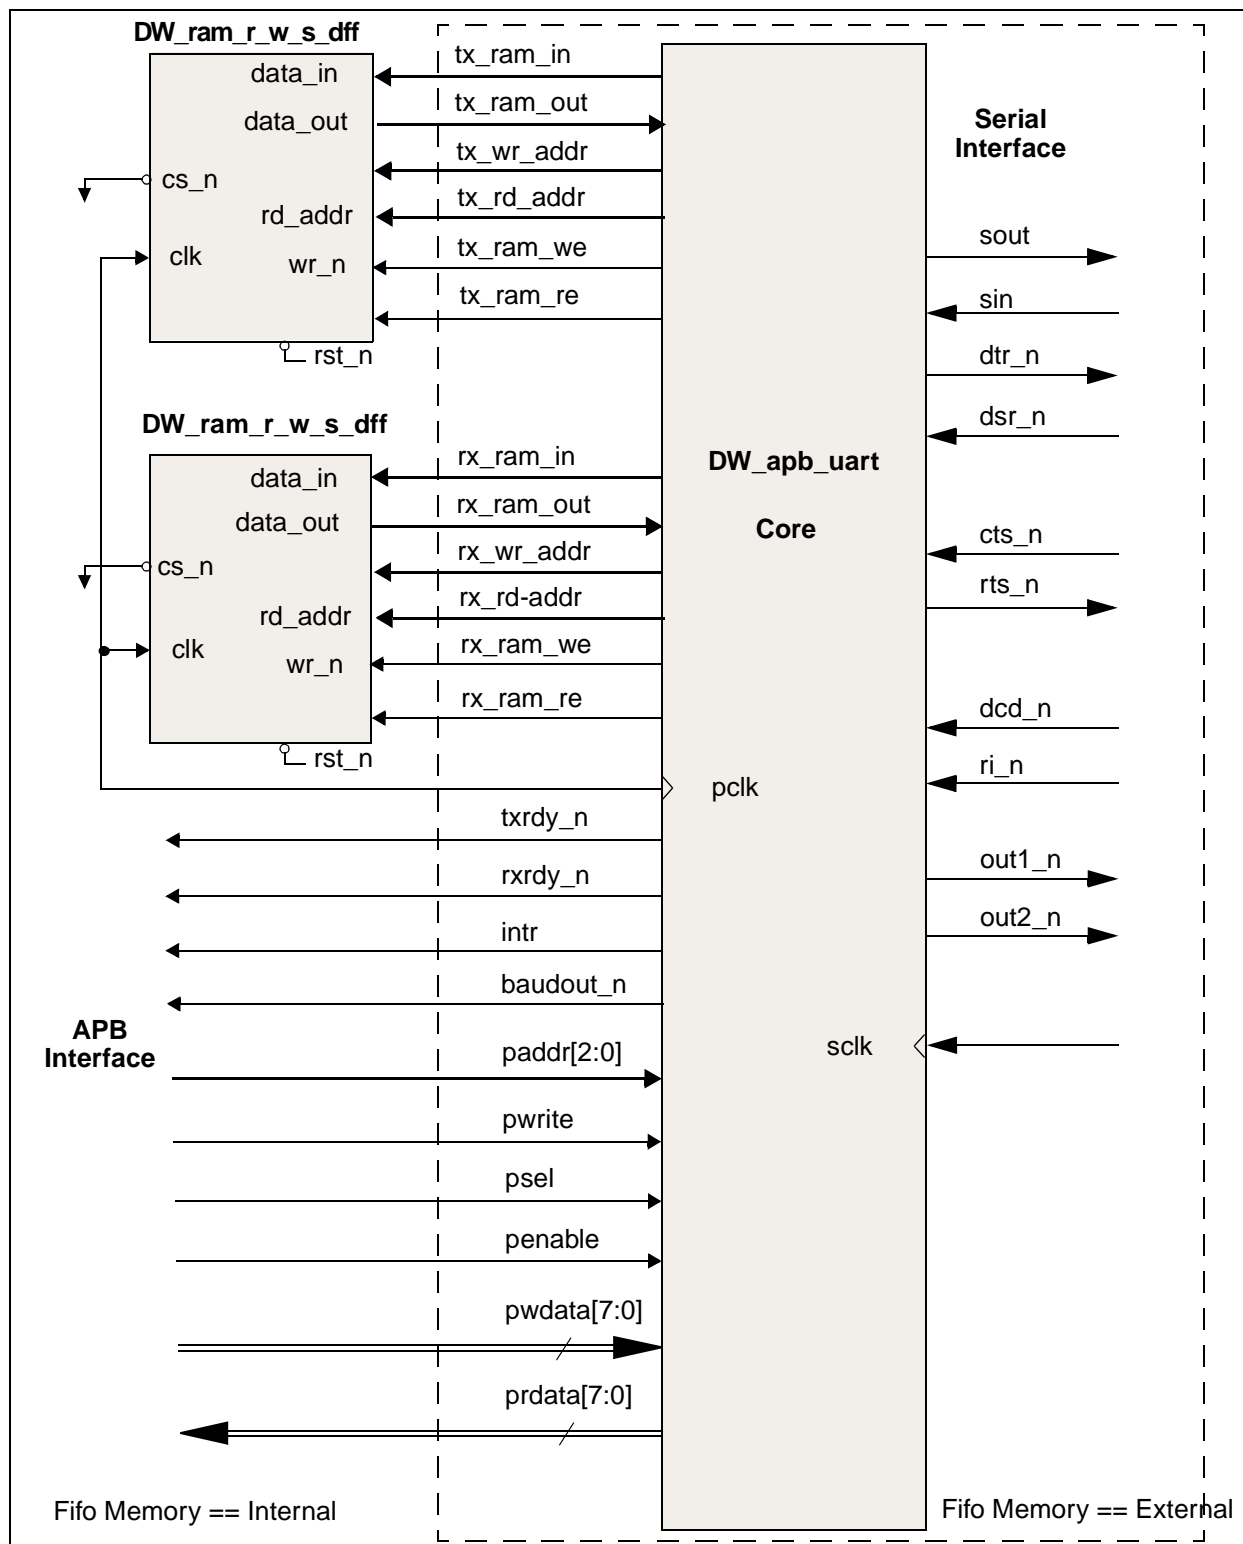 DW_ram_r_w_s_dff
data_in
data_out
cs_n
rd_addr
clk
wr_n
rst_n
tx_ram_in
tx_ram_out
tx_wr_addr
tx_rd_addr
tx_ram_we
tx_ram_re
DW_ram_r_w_s_dff
data_in
data_out
cs_n
rd_addr
clk
wr_n
rst_n
rx_ram_in
rx_ram_out
rx_wr_addr
rx_rd-addr
rx_ram_we
rx_ram_re
DW_apb_uart
Core
pclk
sclk
txrdy_n
rxrdy_n
intr
baudout_n
APB
Interface
paddr[2:0]
pwrite
psel
penable
pwdata[7:0]
prdata[7:0]
Serial
Interface
sout
sin
dtr_n
dsr_n
cts_n
rts_n
dcd_n
ri_n
out1_n
out2_n
Fifo Memory == Internal
Fifo Memory == External